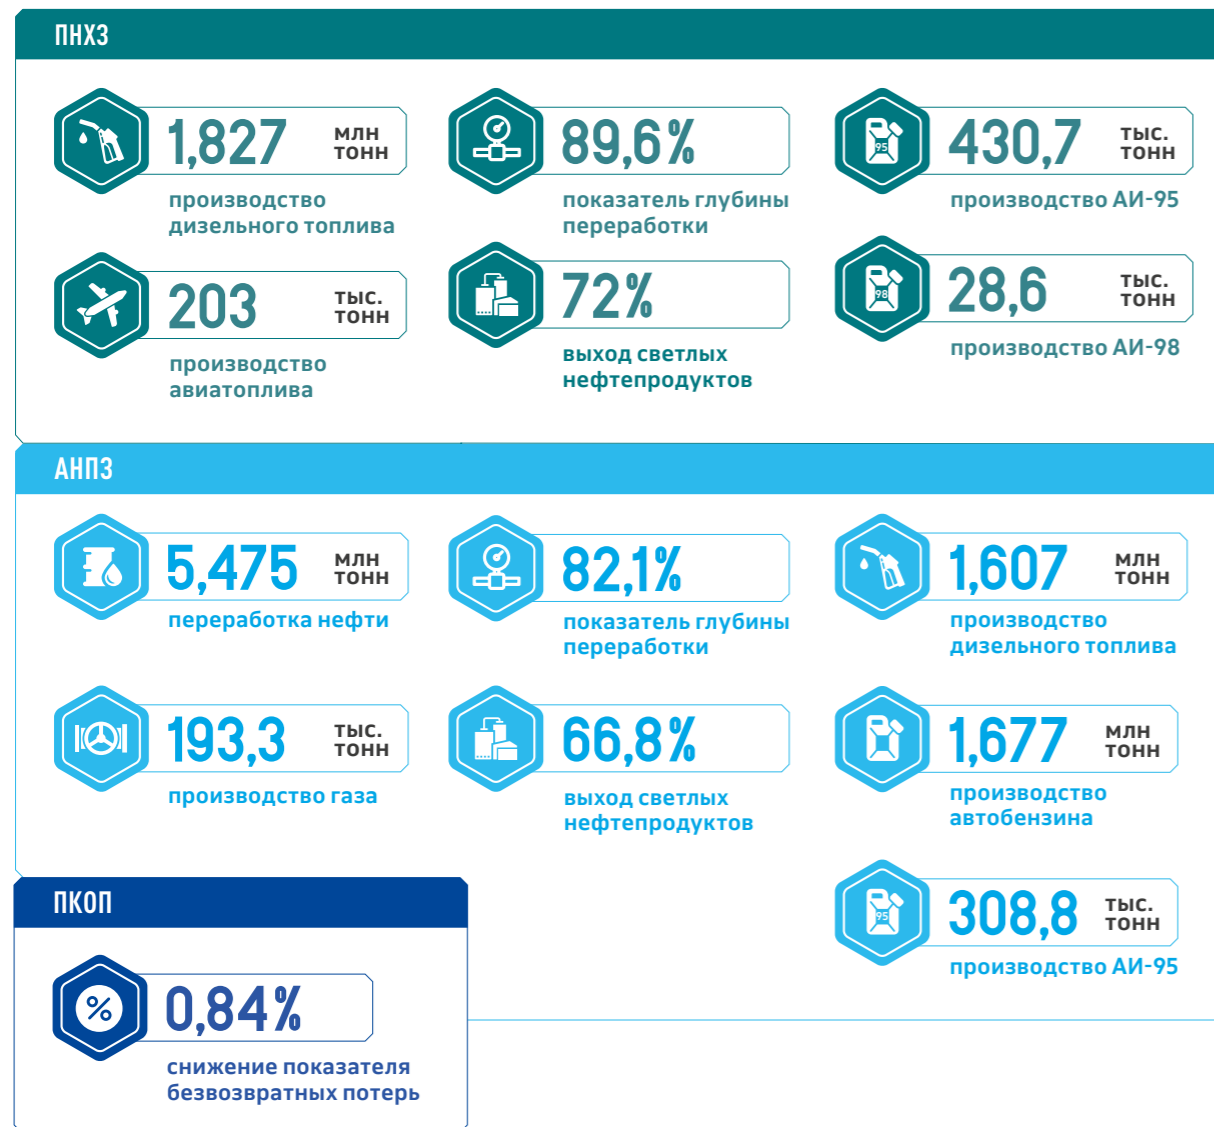 ПНХЗ
1,827 МЛН ТОНН
производство
дизельного топлива
203 ТЫС. ТОНН
производство
авиатоплива
89,6%
показатель глубины
переработки
72%
выход светлых
нефтепродуктов
430,7 ТЫС. ТОНН
95
производство АИ-95
28,6 ТЫС. ТОНН
98
производство АИ-98
АНПЗ
5,475 МЛН ТОНН
переработка нефти
193,3 ТЫС. ТОНН
производство газа
82,1%
показатель глубины
переработки
66,8%
выход светлых
нефтепродуктов
1,607 МЛН ТОНН
производство
дизельного топлива
1,677 МЛН ТОНН
производство
автобензина
308,8 ТЫС. ТОНН
95
производство АИ-95
ПКОП
%
0,84%
снижение показателя
безвозвратных потерь